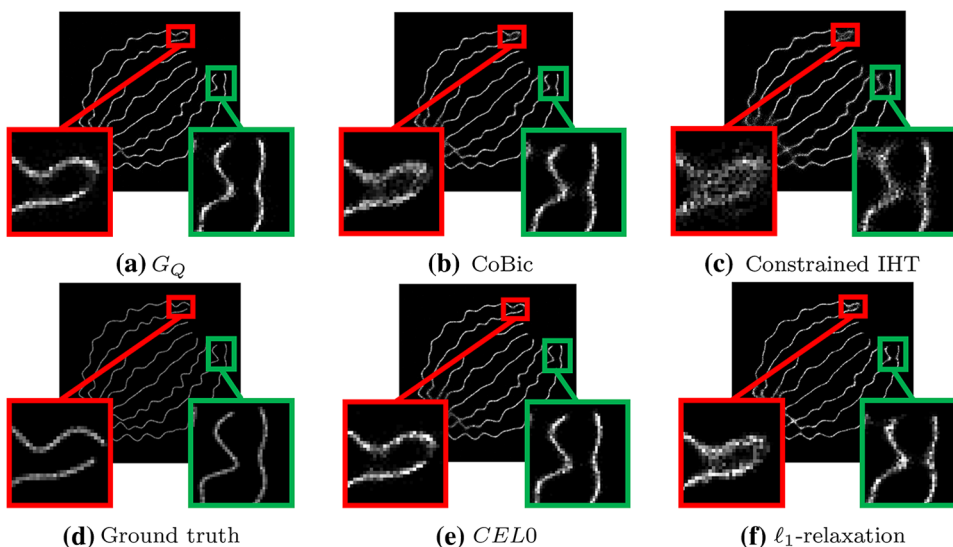 (a) G_Q
(b) CoBic
(c) Constrained IHT
(d) Ground truth
(e) CEL0
(f) ℓ₁-relaxation